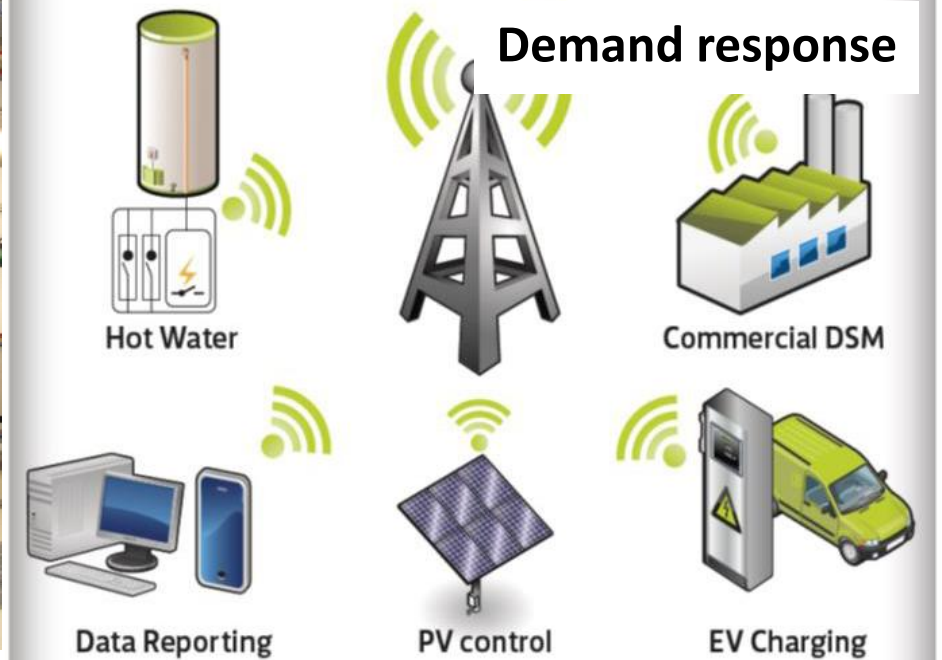 Demand response
Hot Water
Commercial DSM
Data Reporting
PV control
EV Charging